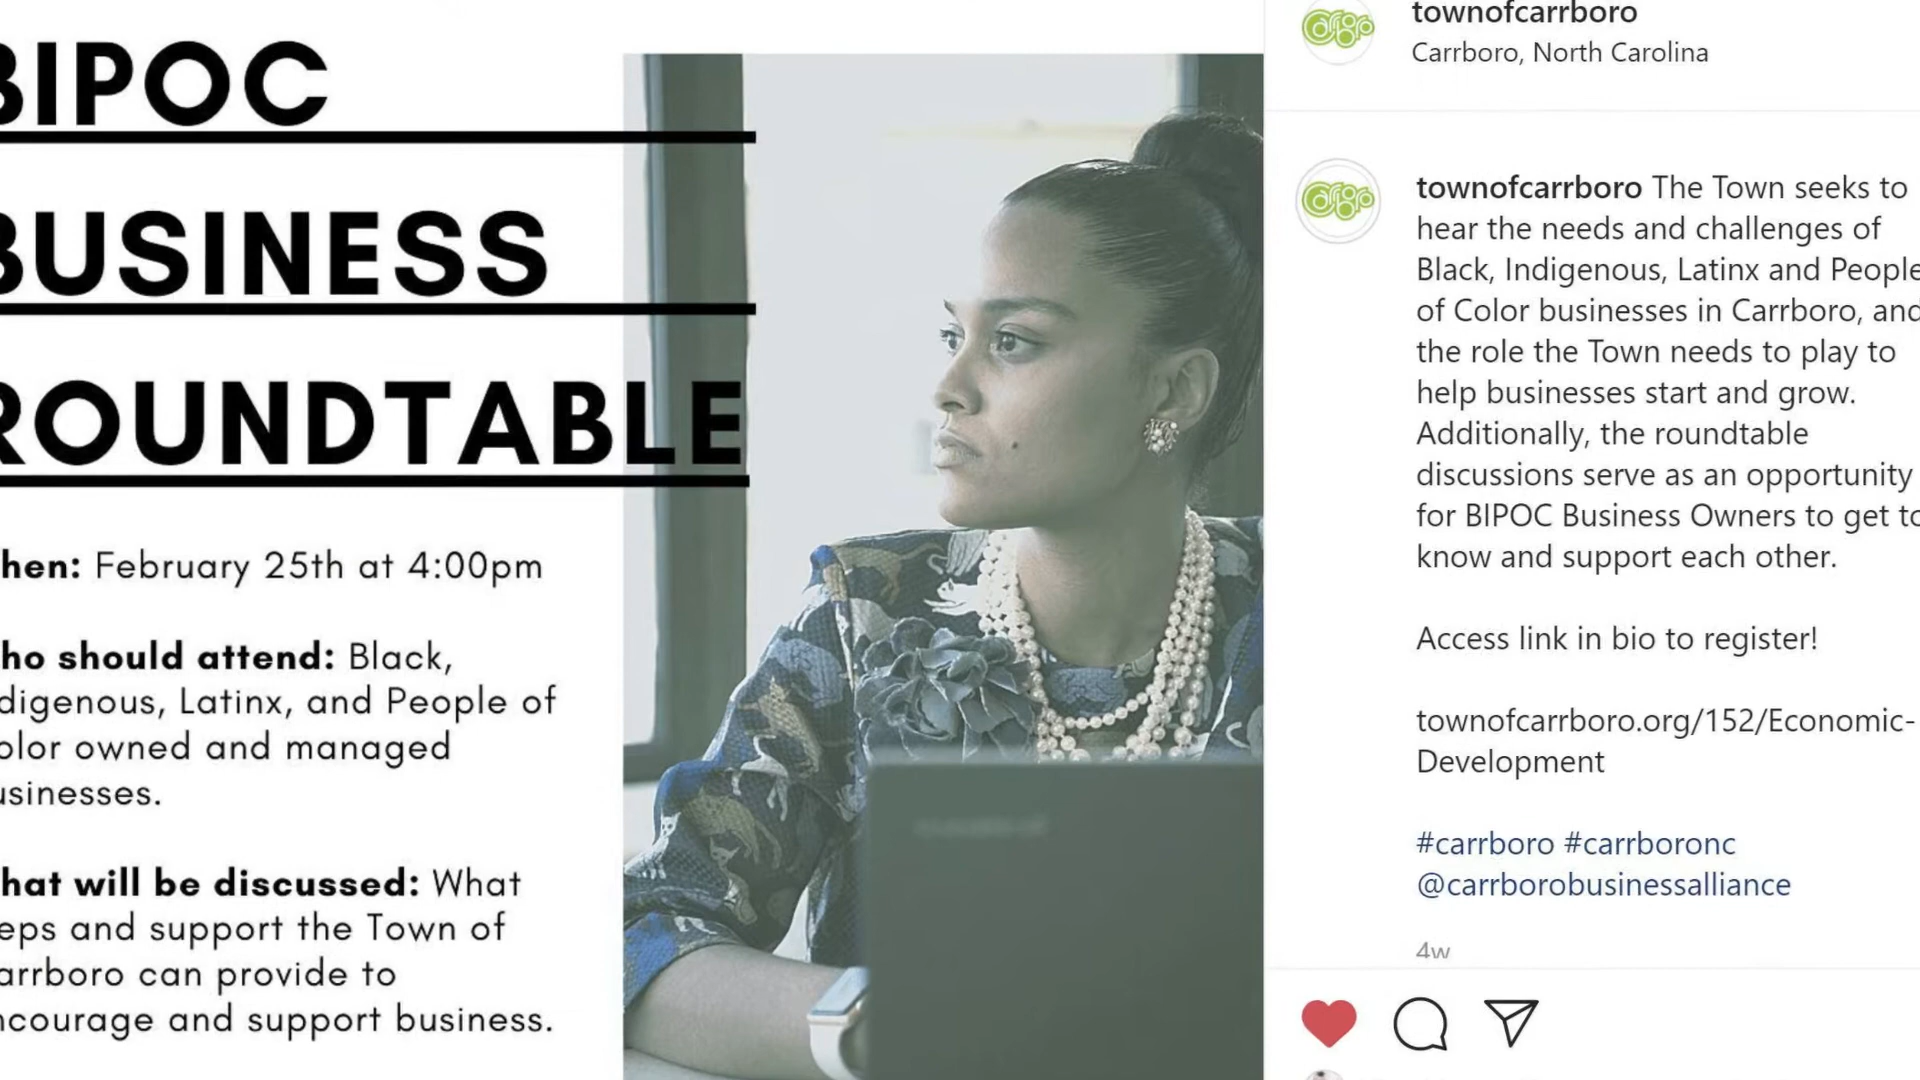 BIPOC
BUSINESS
ROUNDTABLE
hen: February 25th at 4:00pm
ho should attend: Black,
digenous, Latinx, and People of
olor owned and managed
usinesses.
hat will be discussed: What
eps and support the Town of
arrboro can provide to
ncourage and support business.
townofcarrboro
Carrboro, North Carolina
Carrboro
townofcarrboro The Town seeks to
hear the needs and challenges of
Black, Indigenous, Latinx and People
of Color businesses in Carrboro, and
the role the Town needs to play to
help businesses start and grow.
Additionally, the roundtable
discussions serve as an opportunity
for BIPOC Business Owners to get to
know and support each other.
Access link in bio to register!
townofcarrboro.org/152/Economic-
Development
#carrboro #carrboronc
@carrborobusinessalliance
4w